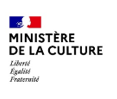 MINISTÈRE
DE LA CULTURE
Liberté
Égalité
Fraternité